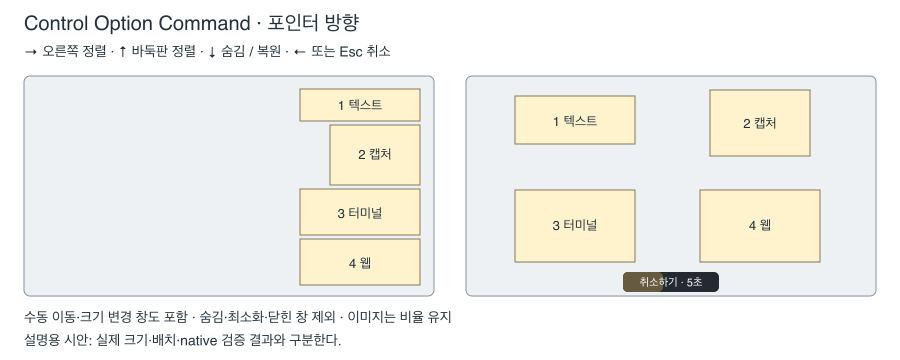 Control Option Command · 포인터 방향
→ 오른쪽 정렬 · ↑ 바둑판 정렬 · ↓ 숨김 / 복원 · ← 또는 Esc 취소
1 텍스트
2 캡처
3 터미널
4 웹
1 텍스트
2 캡처
3 터미널
4 웹
취소하기 · 5초
수동 이동·크기 변경 창도 포함 · 숨김·최소화·닫힌 창 제외 · 이미지는 비율 유지
설명용 시안: 실제 크기·배치·native 검증 결과와 구분한다.